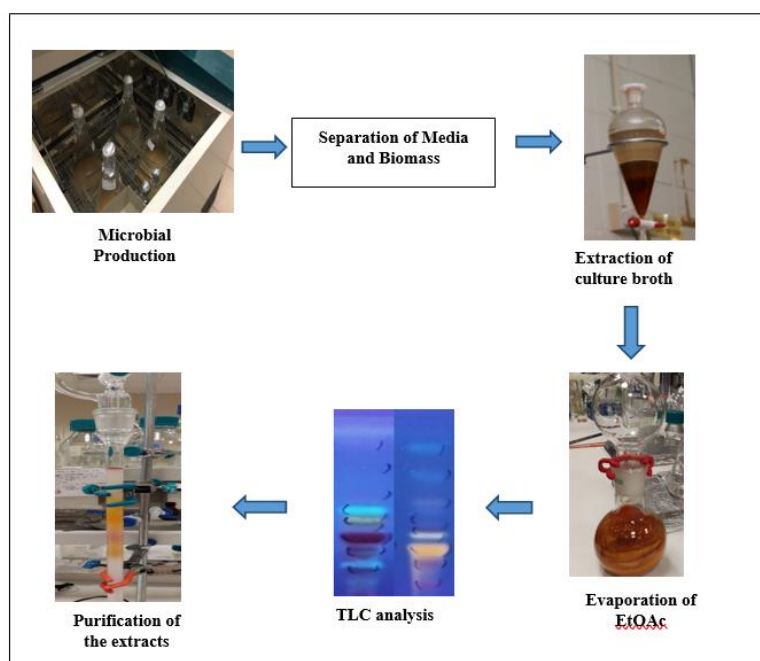 Separation of Media
and Biomass
Microbial
Production
Extraction of
culture broth
Purification of
the extracts
TLC analysis
Evaporation of
EtOAc